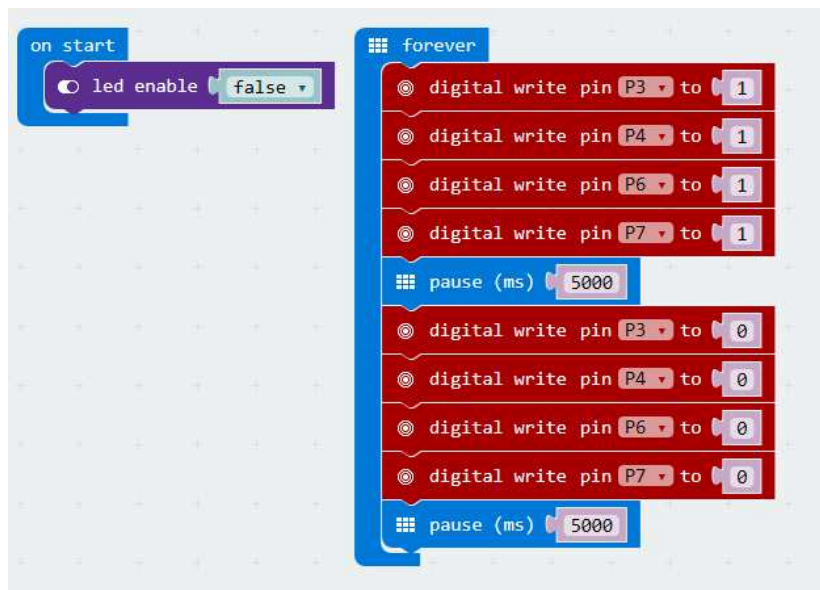 on start
led enable false
forever
digital write pin P3 to 1
digital write pin P4 to 1
digital write pin P6 to 1
digital write pin P7 to 1
pause (ms) 5000
digital write pin P3 to 0
digital write pin P4 to 0
digital write pin P6 to 0
digital write pin P7 to 0
pause (ms) 5000